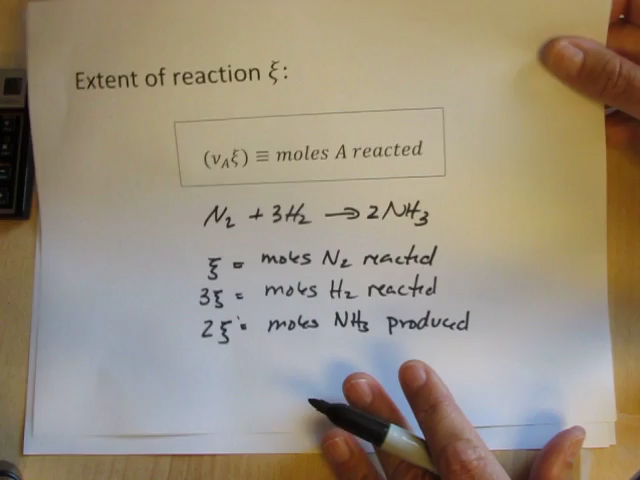 Extent of reaction ξ:
(νAξ) ≡ moles A reacted
N₂ + 3H₂ → 2NH₃
ξ = moles N₂ reacted
3ξ = moles H₂ reacted
2ξ = moles NH₃ produced